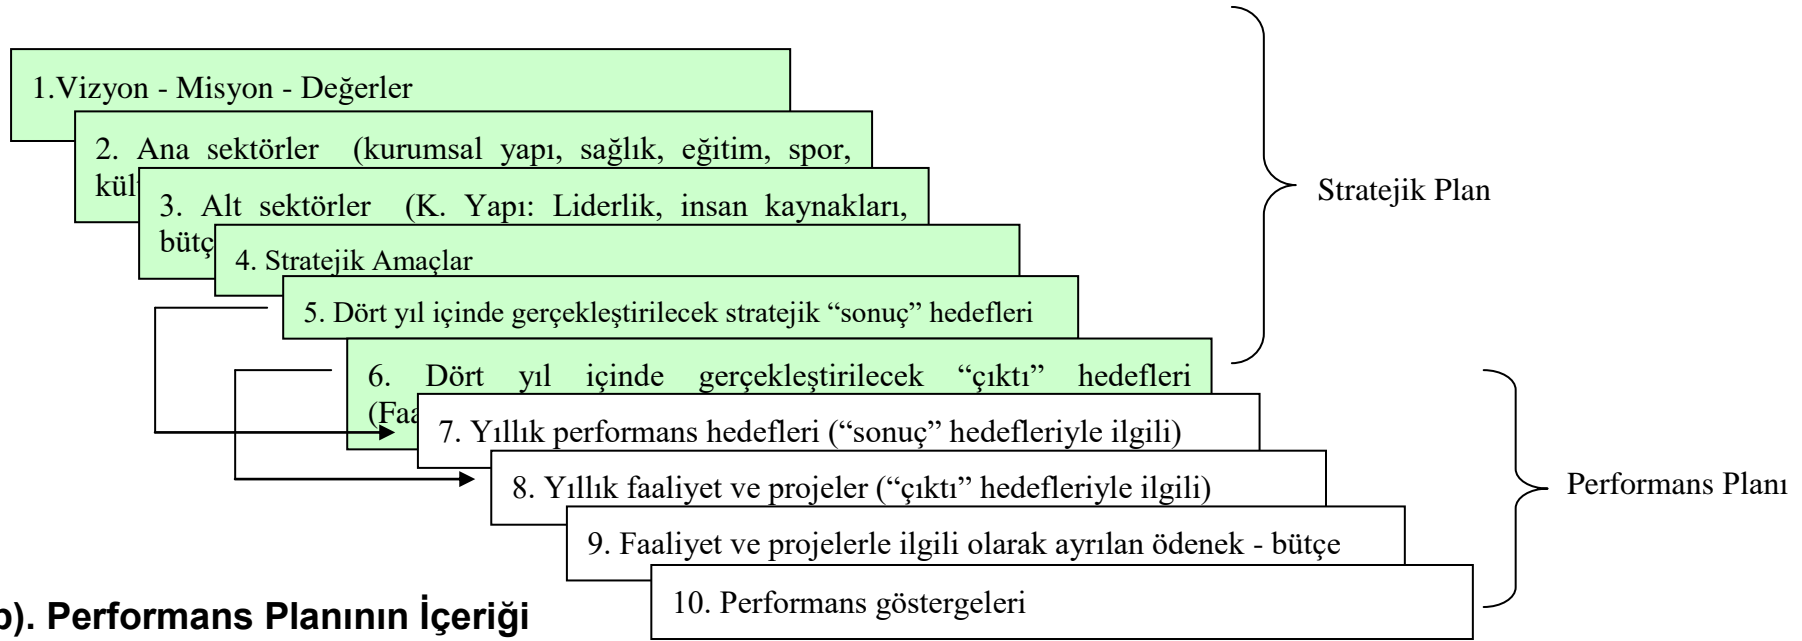 1.Vizyon - Misyon - Değerler
2. Ana sektörler (kurumsal yapı, sağlık, eğitim, spor,
3. Alt sektörler (K. Yapı: Liderlik, insan kaynakları,
4. Stratejik Amaçlar
5. Dört yıl içinde gerçekleştirilecek stratejik “sonuç” hedefleri
6. Dört yıl içinde gerçekleştirilecek “çıktı” hedefleri
7. Yıllık performans hedefleri (“sonuç” hedefleriyle ilgili)
8. Yıllık faaliyet ve projeler (“çıktı” hedefleriyle ilgili)
9. Faaliyet ve projelerle ilgili olarak ayrılan ödenek - bütçe
10. Performans göstergeleri
Stratejik Plan
Performans Planı
b). Performans Planının İçeriği